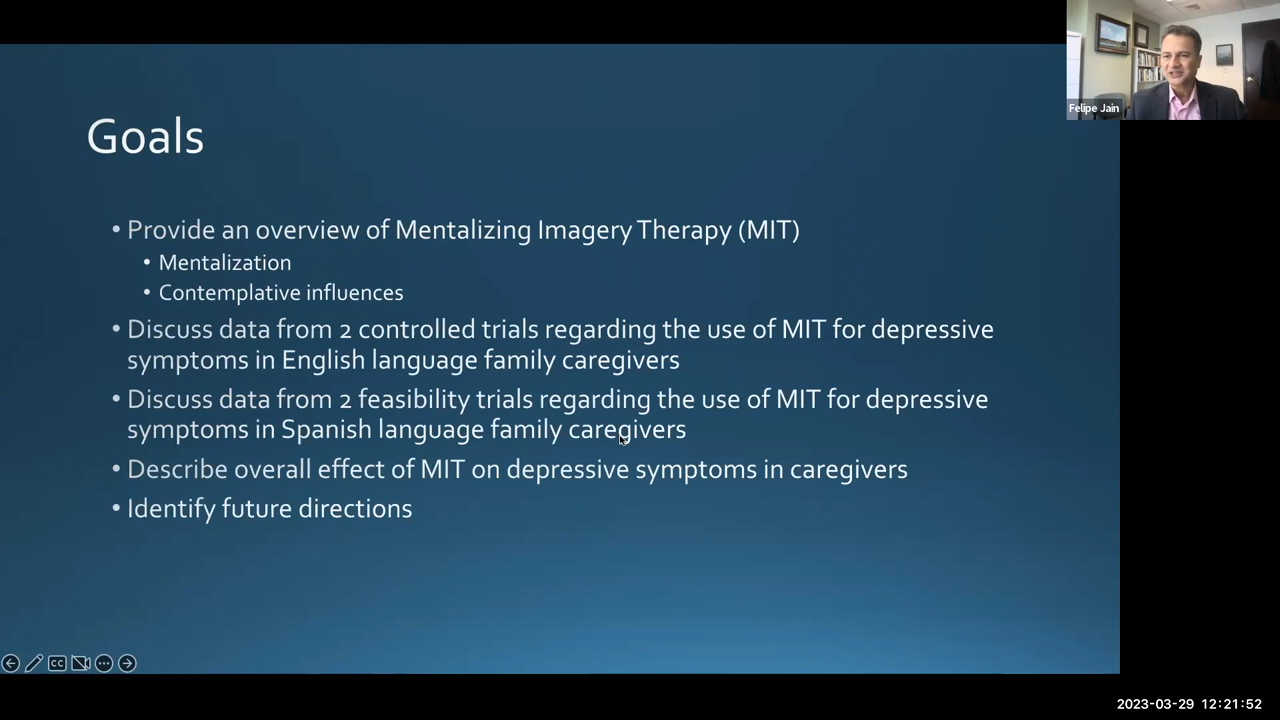 Goals
• Provide an overview of Mentalizing Imagery Therapy (MIT)
• Mentalization
• Contemplative influences
• Discuss data from 2 controlled trials regarding the use of MIT for depressive
symptoms in English language family caregivers
• Discuss data from 2 feasibility trials regarding the use of MIT for depressive
symptoms in Spanish language family caregivers
• Describe overall effect of MIT on depressive symptoms in caregivers
• Identify future directions
Felipe Jain
CC
2023-03-29 12:21:52